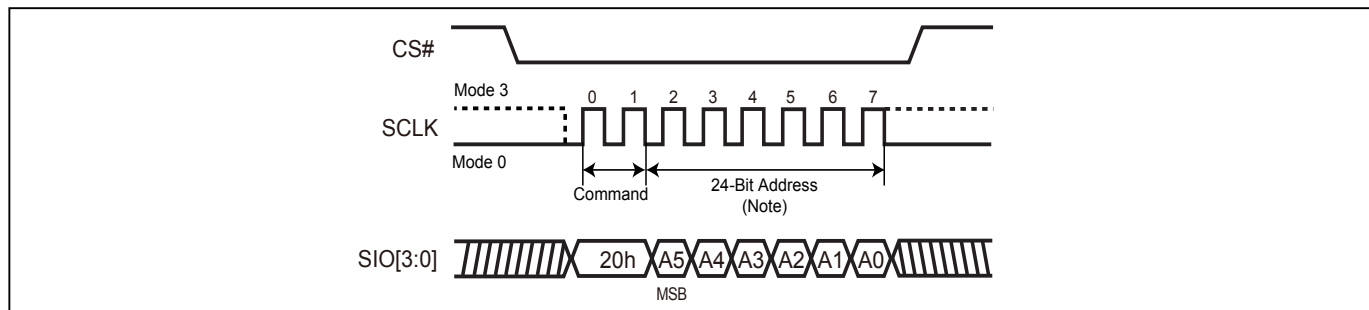 CS#
Mode 3
0 1 2 3 4 5 6 7
SCLK
Mode 0
Command
24-Bit Address
(Note)
SIO[3:0]
20h A5 A4 A3 A2 A1 A0
MSB